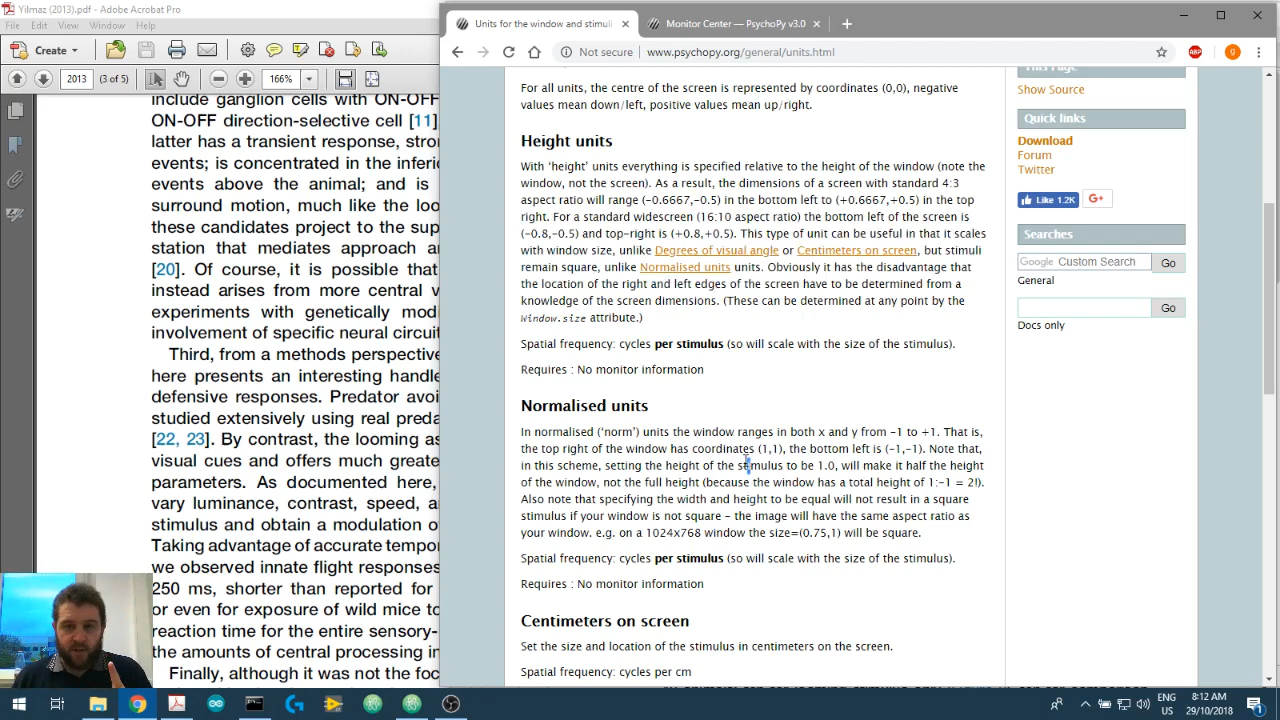 Yilmaz (2013).pdf - Adobe Acrobat Pro
File Edit View Window Help
Create
2013 (3 of 5) 166%
include ganglion cells with ON-OFF
ON-OFF direction-selective cell [11]
latter has a transient response, stro
events; is concentrated in the inferio
events above the animal; and is
surround motion, much like the loo
these candidates project to the sup
station that mediates approach an
[20]. Of course, it is possible that
instead arises from more central v
experiments with genetically modi
involvement of specific neural circuit
Third, from a methods perspective
here presents an interesting handle
defensive responses. Predator avoi
studied extensively using real preda
[22, 23]. By contrast, the looming as
visual cues and offers much greate
parameters. As documented here,
vary luminance, contrast, speed, a
stimulus and obtain a modulation o
Taking advantage of accurate tempo
we observed innate flight responses
250 ms, shorter than reported for
or even for exposure of wild mice to
reaction time for the entire sensory-
the amounts of central processing in
Finally, although it was not the foc
Units for the window and stimuli
Monitor Center — PsychoPy v3.0
Not secure www.psychopy.org/general/units.html
ABP
g
For all units, the centre of the screen is represented by coordinates (0,0), negative
values mean down/left, positive values mean up/right.
Height units
With ‘height’ units everything is specified relative to the height of the window (note the
window, not the screen). As a result, the dimensions of a screen with standard 4:3
aspect ratio will range (-0.6667,-0.5) in the bottom left to (+0.6667,+0.5) in the top
right. For a standard widescreen (16:10 aspect ratio) the bottom left of the screen is
(-0.8,-0.5) and top-right is (+0.8,+0.5). This type of unit can be useful in that it scales
with window size, unlike Degrees of visual angle or Centimeters on screen, but stimuli
remain square, unlike Normalised units units. Obviously it has the disadvantage that
the location of the right and left edges of the screen have to be determined from a
knowledge of the screen dimensions. (These can be determined at any point by the
Window.size attribute.)
Spatial frequency: cycles per stimulus (so will scale with the size of the stimulus).
Requires : No monitor information
Normalised units
In normalised (‘norm’) units the window ranges in both x and y from -1 to +1. That is,
the top right of the window has coordinates (1,1), the bottom left is (-1,-1). Note that,
in this scheme, setting the height of the stimulus to be 1.0, will make it half the height
of the window, not the full height (because the window has a total height of 1:-1 = 2!).
Also note that specifying the width and height to be equal will not result in a square
stimulus if your window is not square - the image will have the same aspect ratio as
your window. e.g. on a 1024x768 window the size=(0.75,1) will be square.
Spatial frequency: cycles per stimulus (so will scale with the size of the stimulus).
Requires : No monitor information
Centimeters on screen
Set the size and location of the stimulus in centimeters on the screen.
Spatial frequency: cycles per cm
This Page
Show Source
Quick links
Download
Forum
Twitter
Like 1.2K
G+
Searches
Google Custom Search Go
General
Go
Docs only
ENG
US
8:12 AM
29/10/2018
1